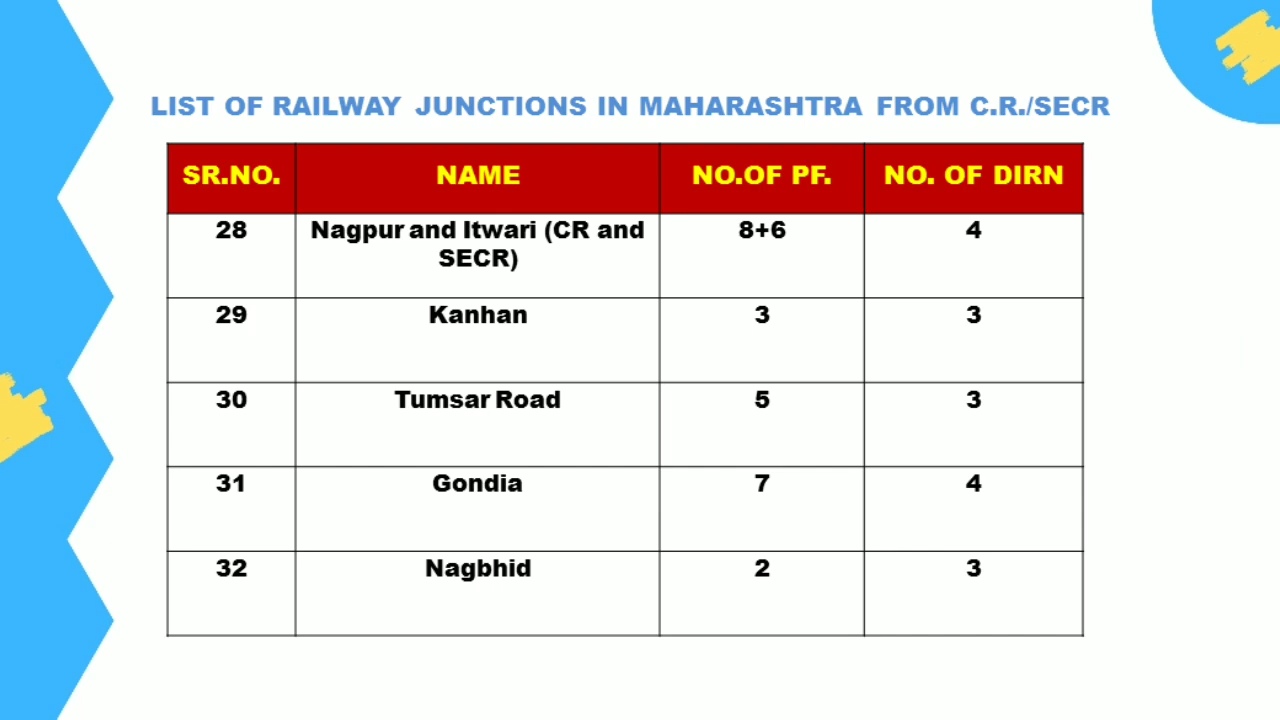 LIST OF RAILWAY JUNCTIONS IN MAHARASHTRA FROM C.R./SECR
SR.NO. NAME NO.OF PF. NO. OF DIRN
28 Nagpur and Itwari (CR and 8+6 4
SECR)
29 Kanhan 3 3
30 Tumsar Road 5 3
31 Gondia 7 4
32 Nagbhid 2 3